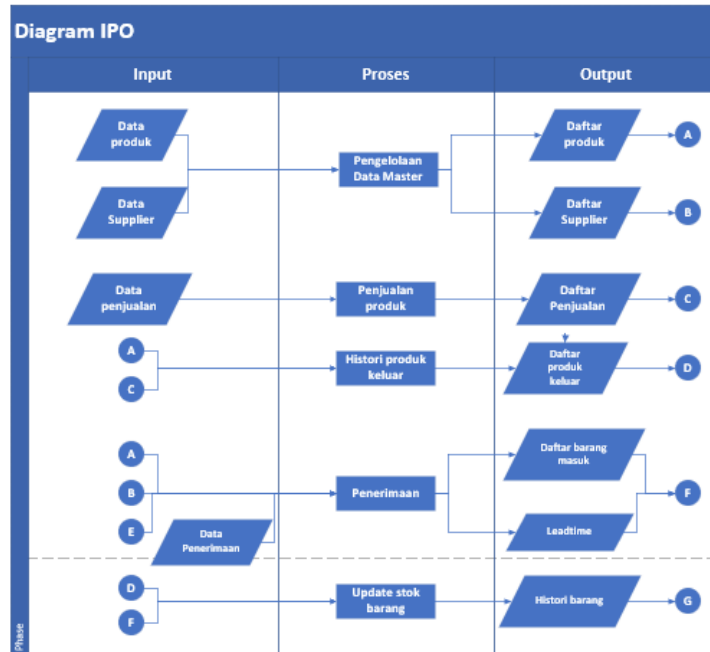 Diagram IPO
Input
Proses
Output
Data
produk
Data
Supplier
Pengelolaan
Data Master
Daftar
produk
A
Daftar
Supplier
B
Data
penjualan
Penjualan
produk
Daftar
Penjualan
C
A
C
Histori produk
keluar
Daftar
produk
keluar
D
A
B
E
Data
Penerimaan
Penerimaan
Daftar barang
masuk
Leadtime
F
D
F
Update stok
barang
Histori barang
G
Phase